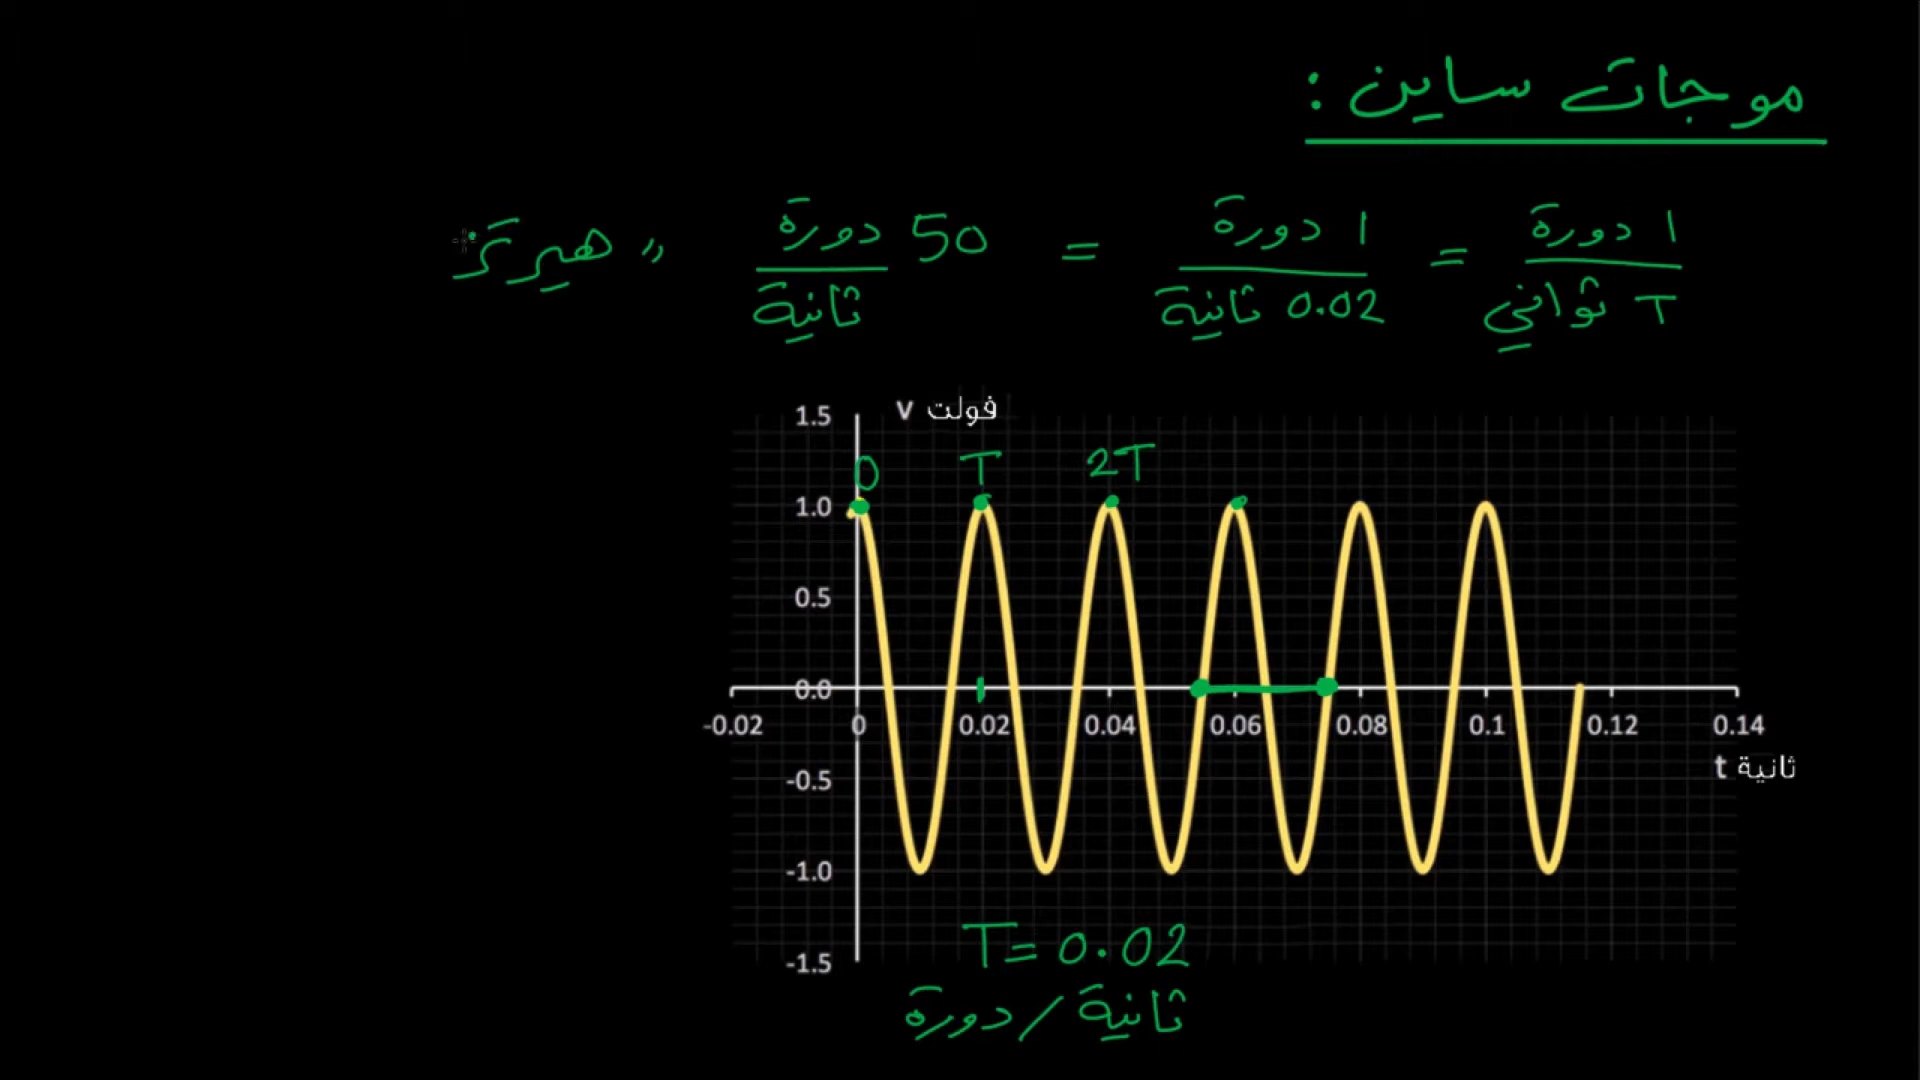 موجات ساين :
1 دورة / T ثواني = 1 دورة / 0.02 ثانية = 50 دورة / ثانية " هيرتز
v فولت
1.5
0 T 2T
1.0
0.5
0.0
-0.02 0 0.02 0.04 0.06 0.08 0.1 0.12 0.14
t ثانية
-0.5
-1.0
-1.5
T = 0.02
ثانية / دورة